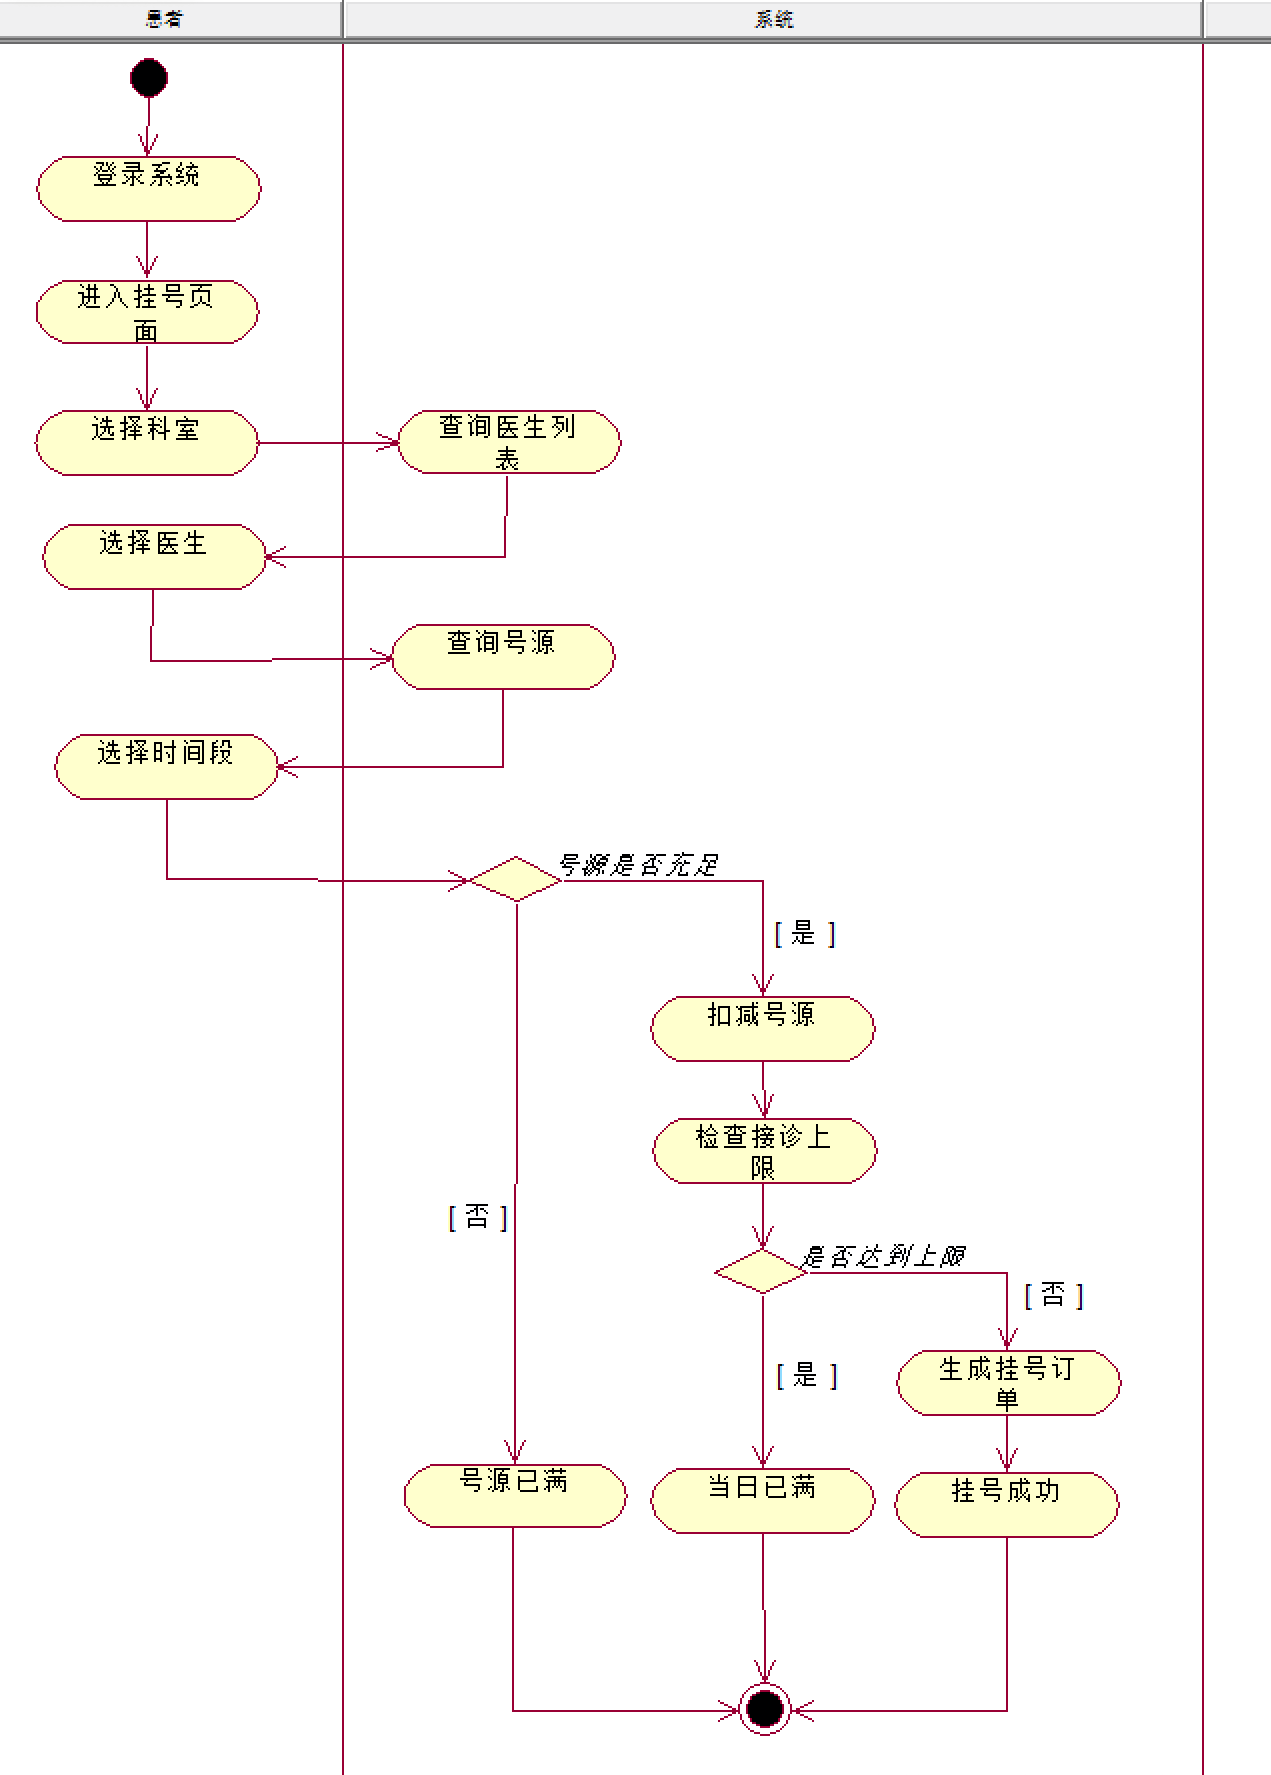 患者
系统
登录系统
进入挂号页
面
选择科室
查询医生列
表
选择医生
查询号源
选择时间段
号源是否充足
[ 是 ]
扣减号源
检查接诊上
限
[ 否 ]
是否达到上限
[ 否 ]
生成挂号订
单
[ 是 ]
号源已满
当日已满
挂号成功